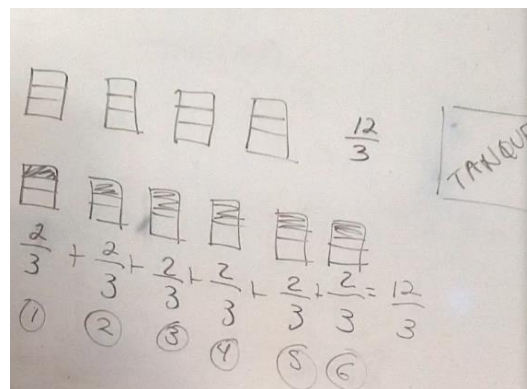 12/3
TANQUE
2/3 + 2/3 + 2/3 + 2/3 + 2/3 + 2/3 = 12/3
① ② ③ ④ ⑤ ⑥